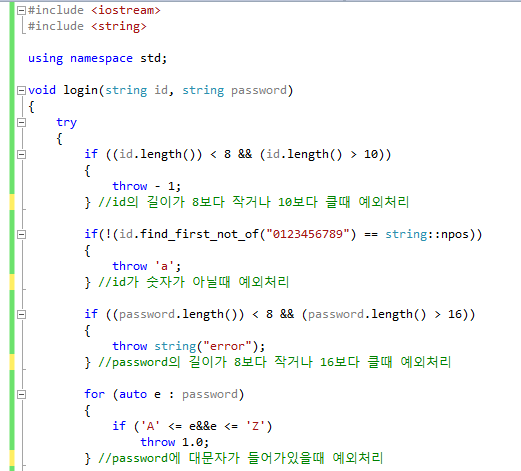 #include <iostream>
#include <string>
using namespace std;
void login(string id, string password)
{
try
{
if ((id.length()) < 8 && (id.length() > 10))
{
throw - 1;
} //id의 길이가 8보다 작거나 10보다 클때 예외처리
if(!(id.find_first_not_of("0123456789") == string::npos))
{
throw 'a';
} //id가 숫자가 아닐때 예외처리
if ((password.length()) < 8 && (password.length() > 16))
{
throw string("error");
} //password의 길이가 8보다 작거나 16보다 클때 예외처리
for (auto e : password)
{
if ('A' <= e&&e <= 'Z')
throw 1.0;
} //password에 대문자가 들어가있을때 예외처리